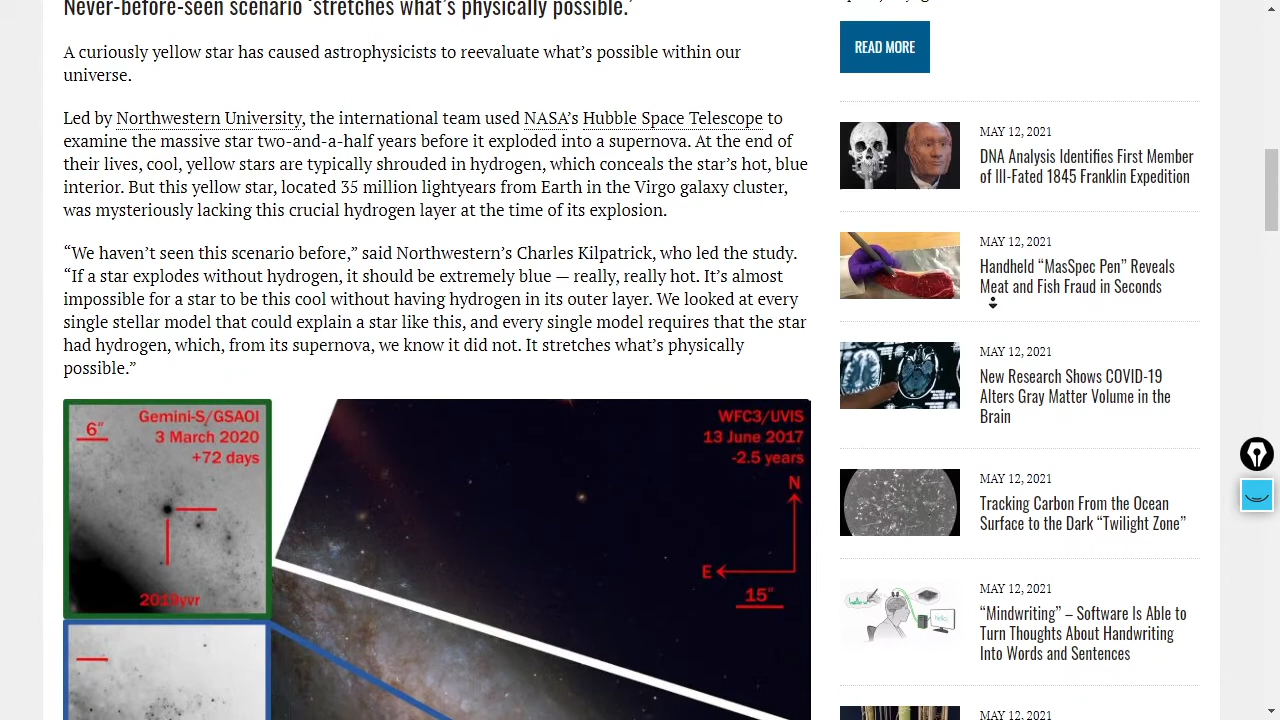 Never-before-seen scenario ‘stretches what’s physically possible.’
A curiously yellow star has caused astrophysicists to reevaluate what’s possible within our
universe.
Led by Northwestern University, the international team used NASA’s Hubble Space Telescope to
examine the massive star two-and-a-half years before it exploded into a supernova. At the end of
their lives, cool, yellow stars are typically shrouded in hydrogen, which conceals the star’s hot, blue
interior. But this yellow star, located 35 million lightyears from Earth in the Virgo galaxy cluster,
was mysteriously lacking this crucial hydrogen layer at the time of its explosion.
“We haven’t seen this scenario before,” said Northwestern’s Charles Kilpatrick, who led the study.
“If a star explodes without hydrogen, it should be extremely blue — really, really hot. It’s almost
impossible for a star to be this cool without having hydrogen in its outer layer. We looked at every
single stellar model that could explain a star like this, and every single model requires that the star
had hydrogen, which, from its supernova, we know it did not. It stretches what’s physically
possible.”
Gemini-S/GSAOI
6"
3 March 2020
+72 days
2019yvr
WFC3/UVIS
13 June 2017
-2.5 years
N
E
15"
READ MORE
MAY 12, 2021
DNA Analysis Identifies First Member
of Ill-Fated 1845 Franklin Expedition
MAY 12, 2021
Handheld “MasSpec Pen” Reveals
Meat and Fish Fraud in Seconds
MAY 12, 2021
New Research Shows COVID-19
Alters Gray Matter Volume in the
Brain
MAY 12, 2021
Tracking Carbon From the Ocean
Surface to the Dark “Twilight Zone”
MAY 12, 2021
“Mindwriting” – Software Is Able to
Turn Thoughts About Handwriting
Into Words and Sentences
MAY 12, 2021